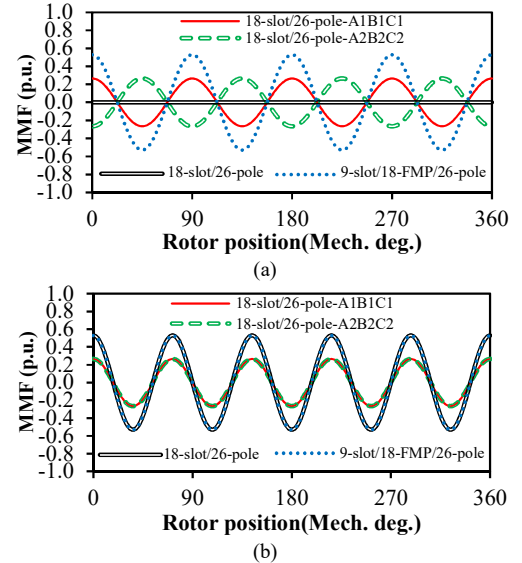 1.0
0.8
0.6
0.4
0.2
0.0
-0.2
-0.4
-0.6
-0.8
-1.0
MMF (p.u.)
18-slot/26-pole-A1B1C1
18-slot/26-pole-A2B2C2
18-slot/26-pole
9-slot/18-FMP/26-pole
0 90 180 270 360
Rotor position(Mech. deg.)
(a)
1.0
0.8
0.6
0.4
0.2
0.0
-0.2
-0.4
-0.6
-0.8
-1.0
MMF (p.u.)
18-slot/26-pole-A1B1C1
18-slot/26-pole-A2B2C2
18-slot/26-pole
9-slot/18-FMP/26-pole
0 90 180 270 360
Rotor position(Mech. deg.)
(b)